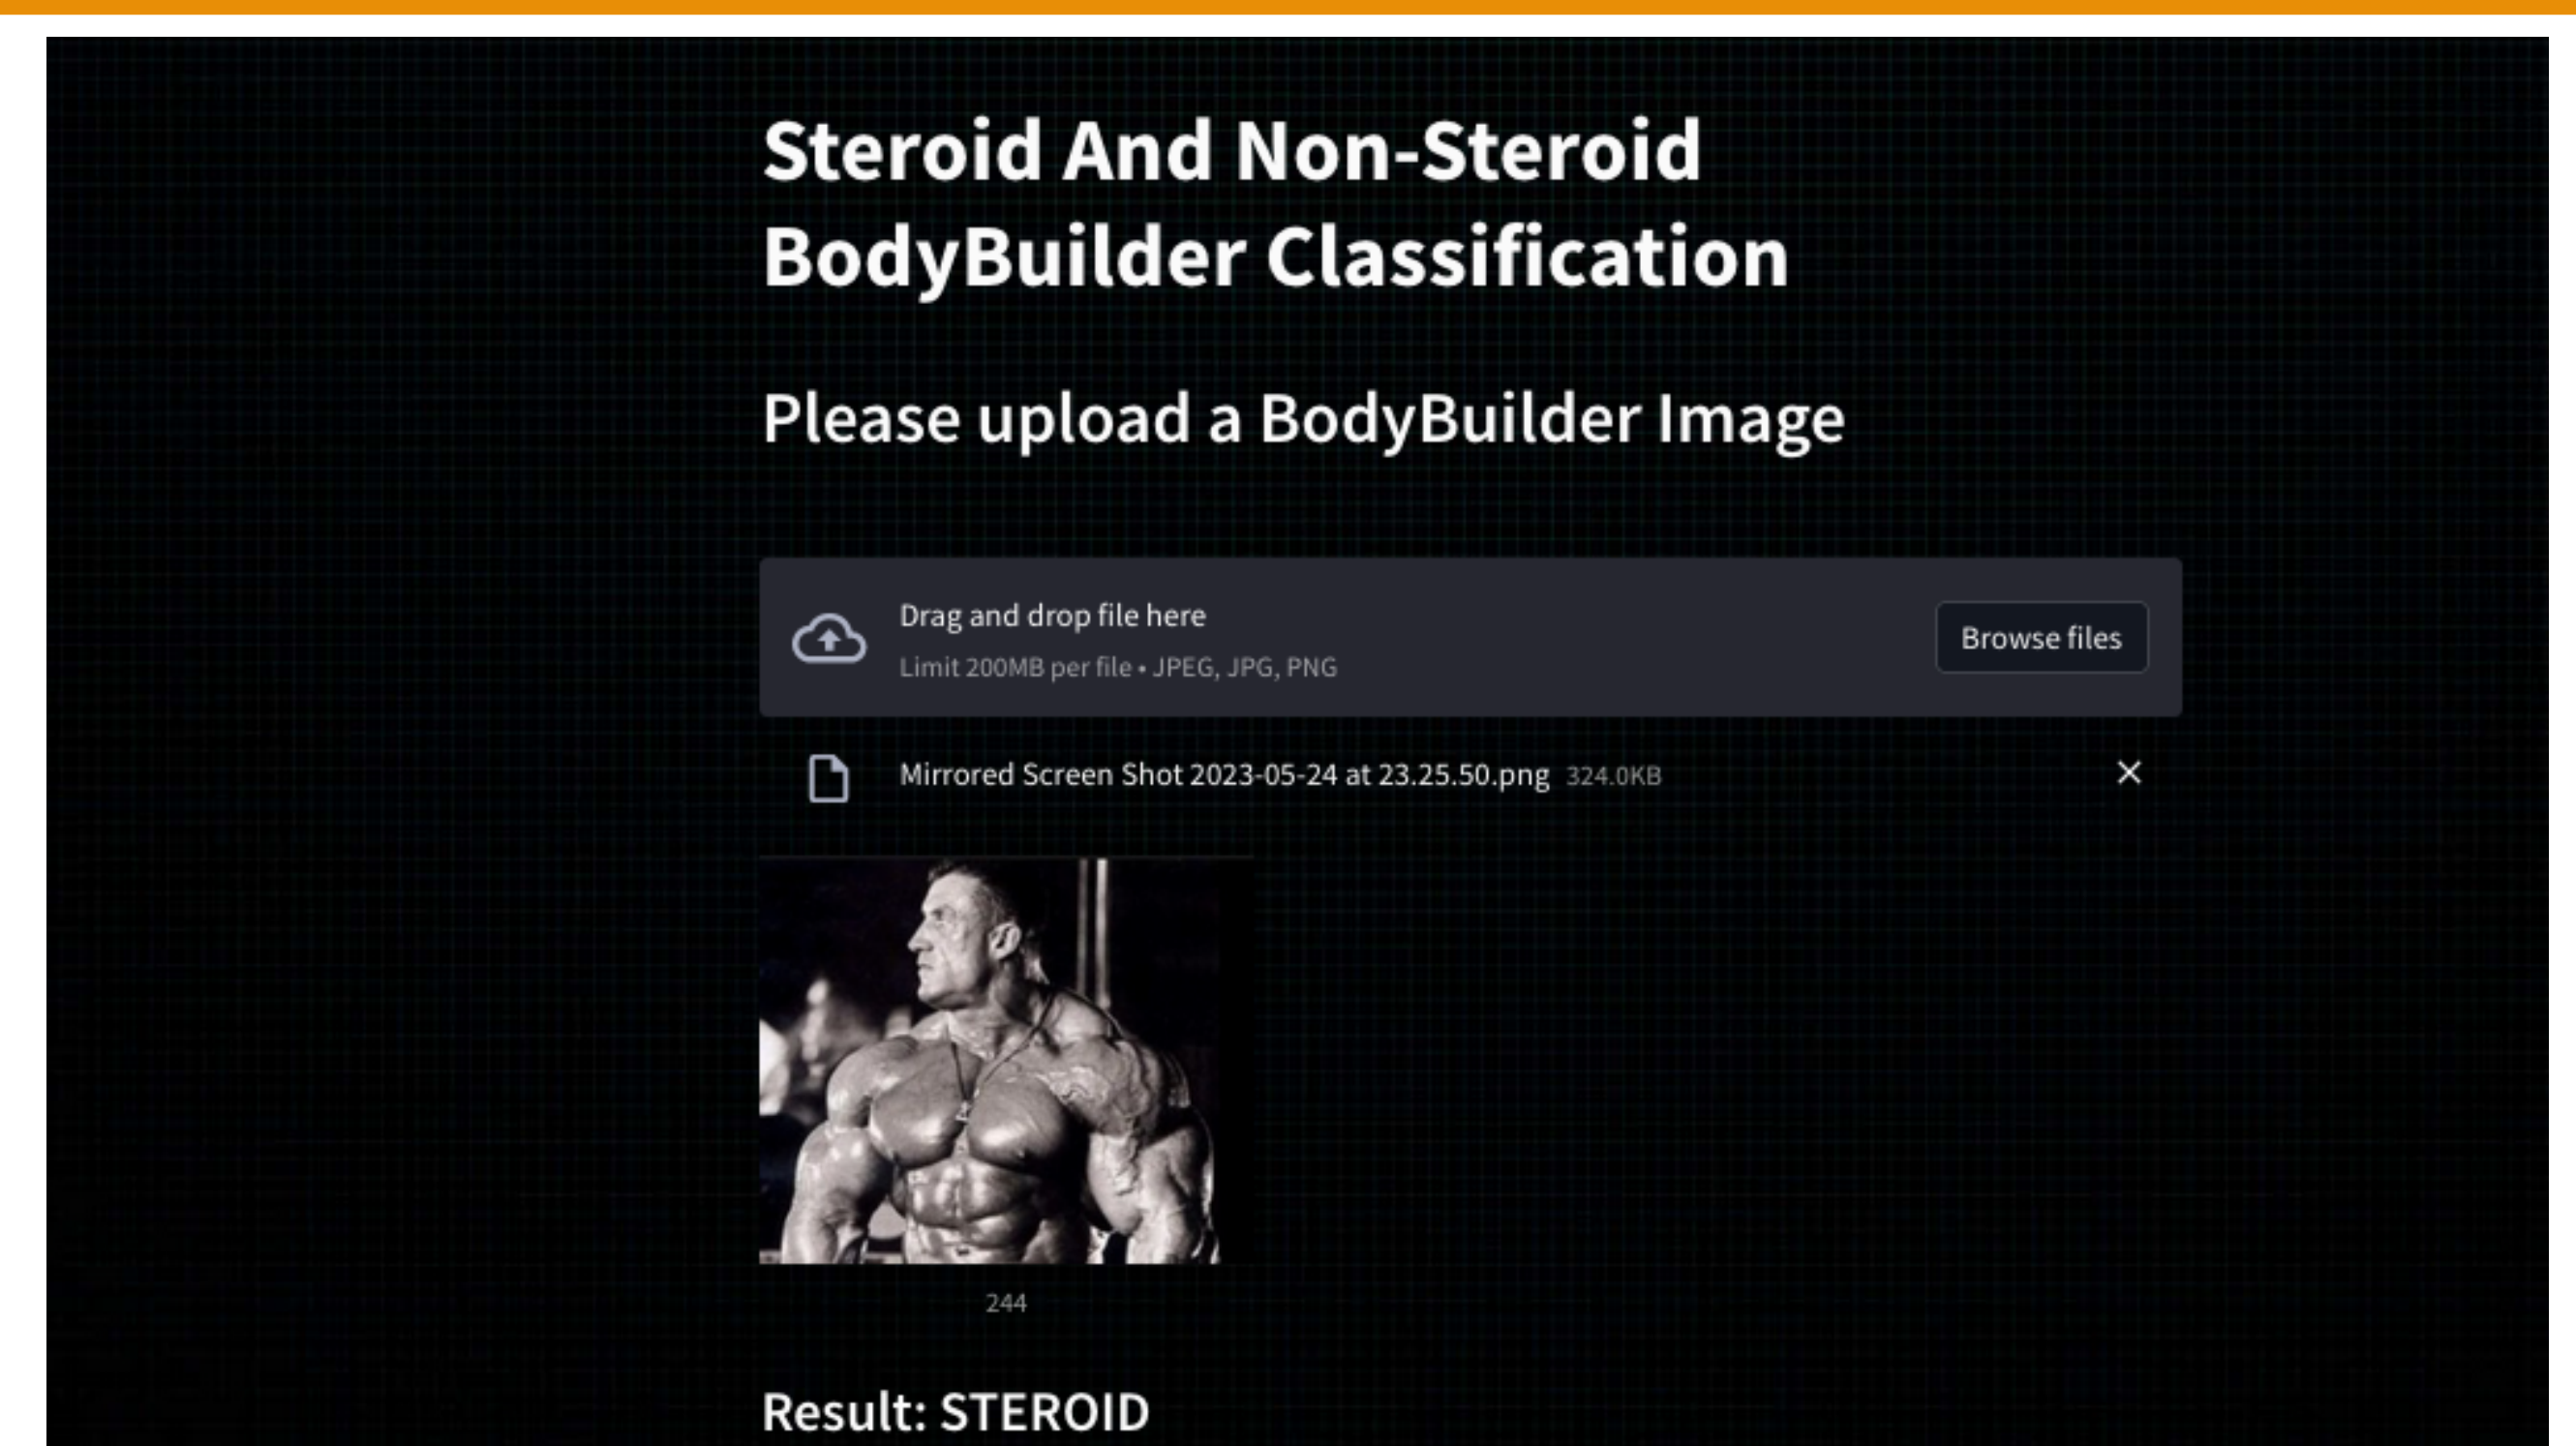 Steroid And Non-Steroid
BodyBuilder Classification
Please upload a BodyBuilder Image
Drag and drop file here
Limit 200MB per file • JPEG, JPG, PNG
Browse files
Mirrored Screen Shot 2023-05-24 at 23.25.50.png 324.0KB
244
Result: STEROID